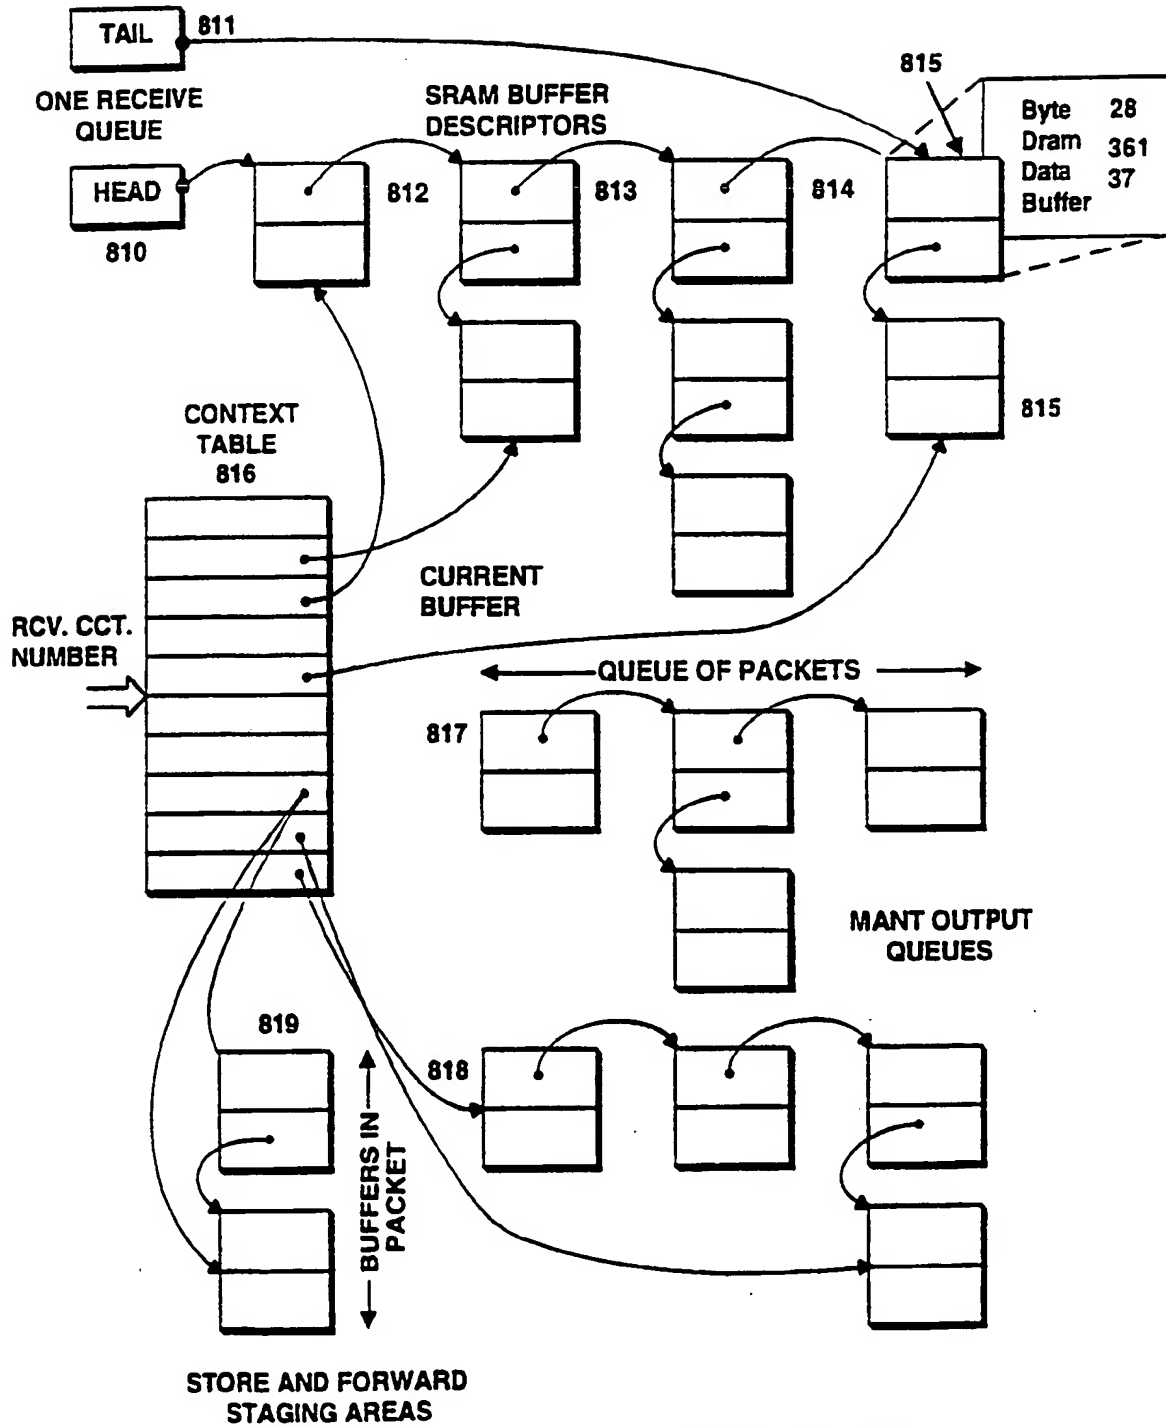 TAIL
811
ONE RECEIVE
QUEUE
HEAD
810
SRAM BUFFER
DESCRIPTORS
812
813
814
815
Byte 28
Dram 361
Data 37
Buffer
815
CONTEXT
TABLE
816
CURRENT
BUFFER
RCV. CCT.
NUMBER
QUEUE OF PACKETS
817
MANT OUTPUT
QUEUES
819
818
BUFFERS IN
PACKET
STORE AND FORWARD
STAGING AREAS